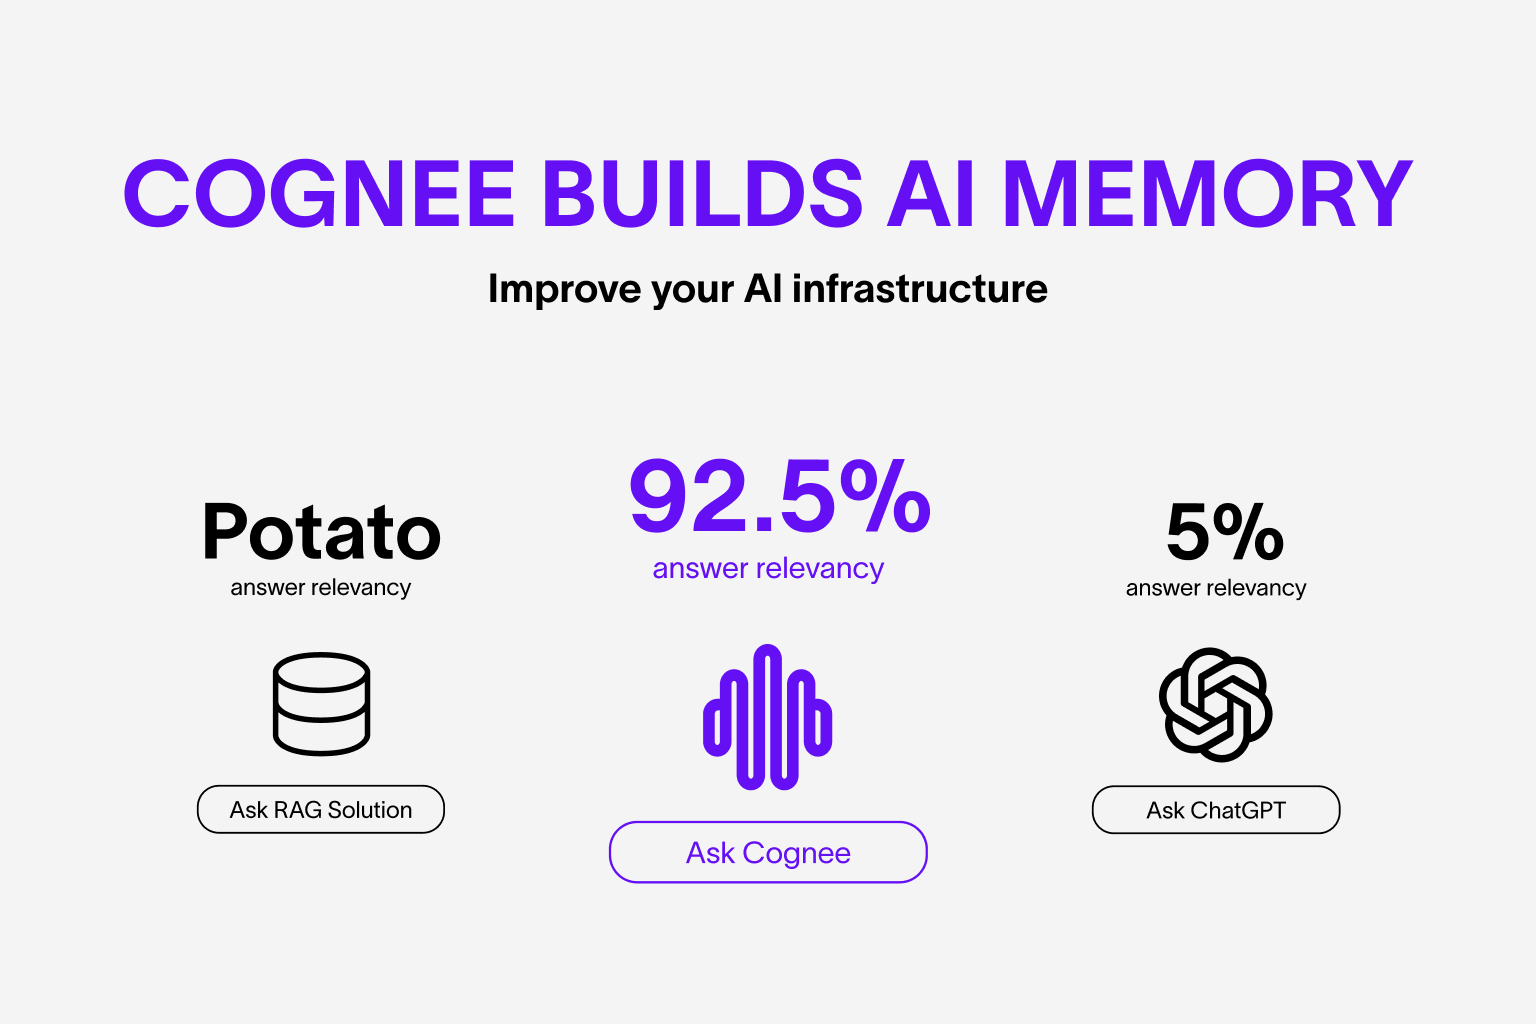 COGNEE BUILDS AI MEMORY
Improve your AI infrastructure
Potato
answer relevancy
Ask RAG Solution
92.5%
answer relevancy
Ask Cognee
5%
answer relevancy
Ask ChatGPT